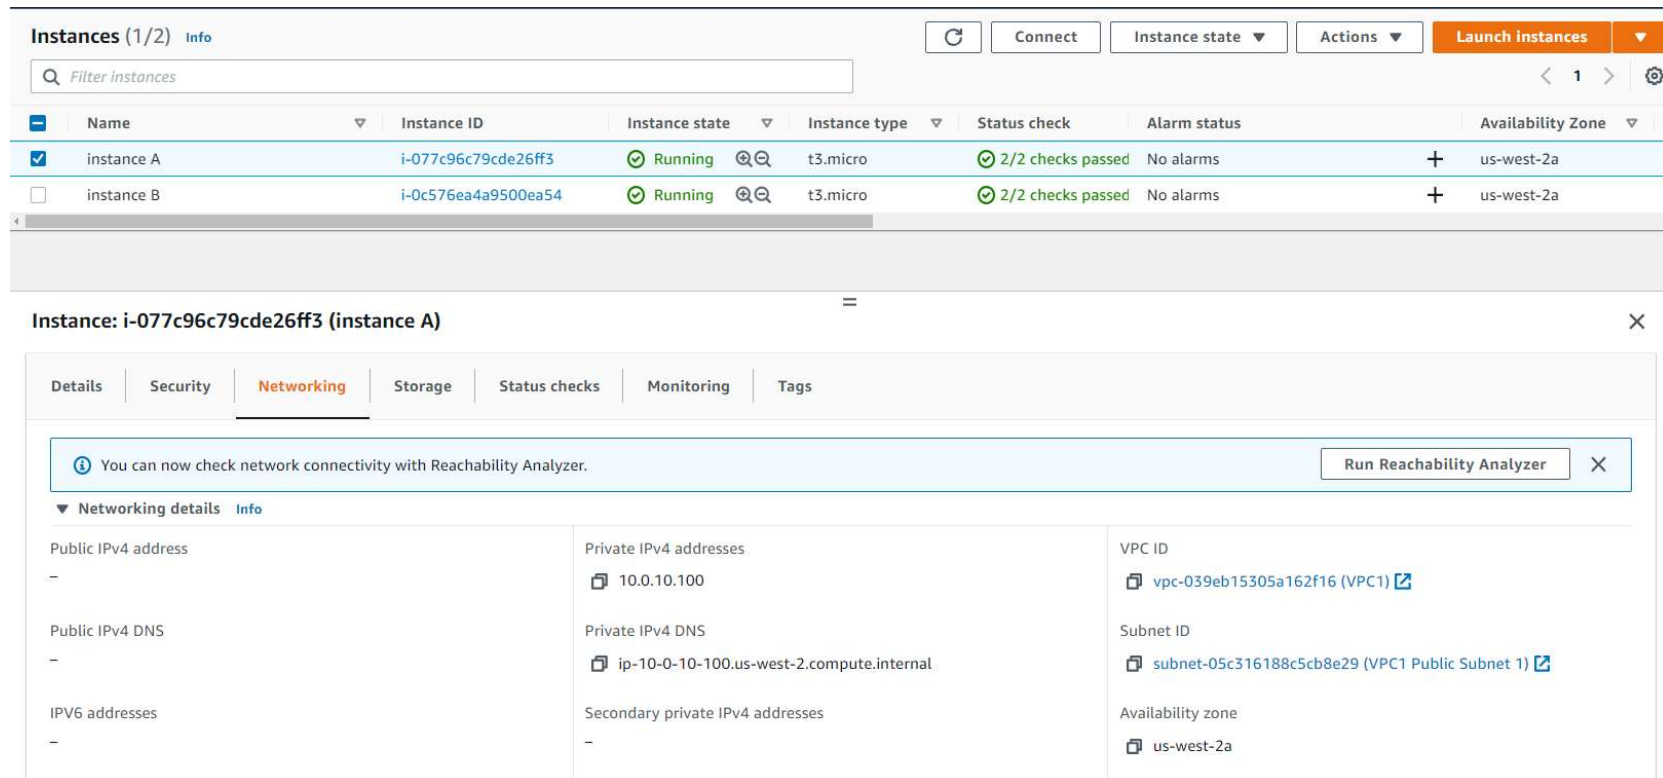 Instances (1/2) Info
Connect Instance state Actions Launch instances
Filter instances
1
Name Instance ID Instance state Instance type Status check Alarm status Availability Zone
instance A i-077c96c79cde26ff3 Running t3.micro 2/2 checks passed No alarms + us-west-2a
instance B i-0c576ea4a9500ea54 Running t3.micro 2/2 checks passed No alarms + us-west-2a
Instance: i-077c96c79cde26ff3 (instance A)
Details Security Networking Storage Status checks Monitoring Tags
You can now check network connectivity with Reachability Analyzer. Run Reachability Analyzer
Networking details Info
Public IPv4 address Private IPv4 addresses VPC ID
– 10.0.10.100 vpc-039eb15305a162f16 (VPC1)
Public IPv4 DNS Private IPv4 DNS Subnet ID
– ip-10-0-10-100.us-west-2.compute.internal subnet-05c316188c5cb8e29 (VPC1 Public Subnet 1)
IPV6 addresses Secondary private IPv4 addresses Availability zone
– – us-west-2a